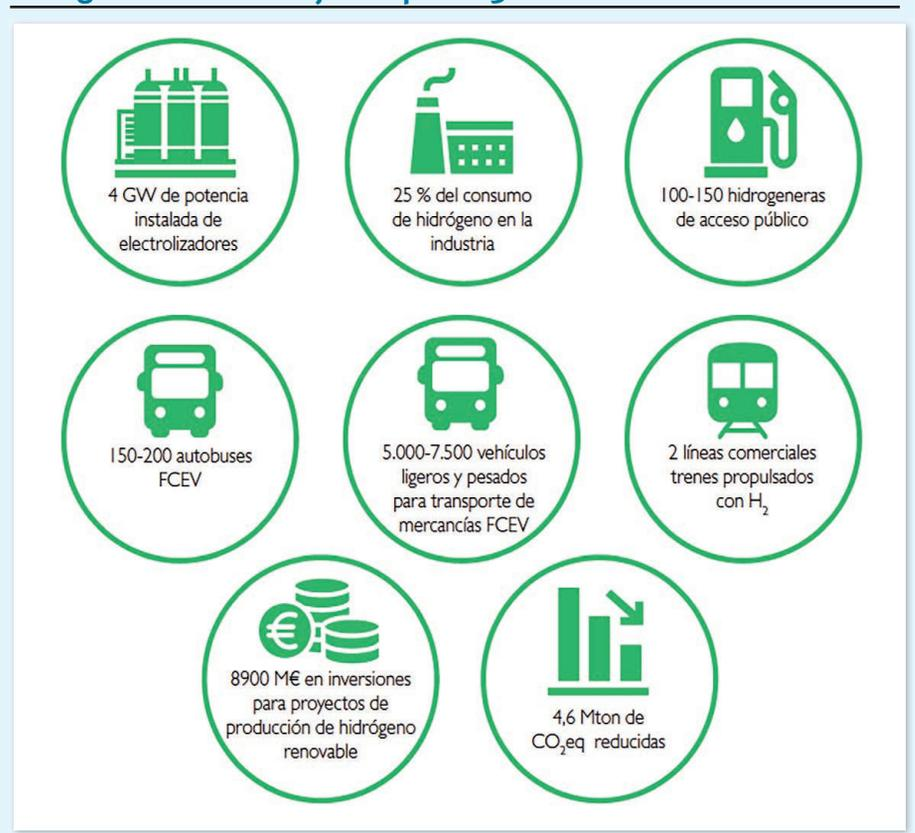 4 GW de potencia
instalada de
electrolizadores
25 % del consumo
de hidrógeno en la
industria
100-150 hidrogeneras
de acceso público
150-200 autobuses
FCEV
5.000-7.500 vehículos
ligeros y pesados
para transporte de
mercancías FCEV
2 líneas comerciales
trenes propulsados
con H₂
8900 M€ en inversiones
para proyectos de
producción de hidrógeno
renovable
4,6 Mton de
CO₂eq reducidas